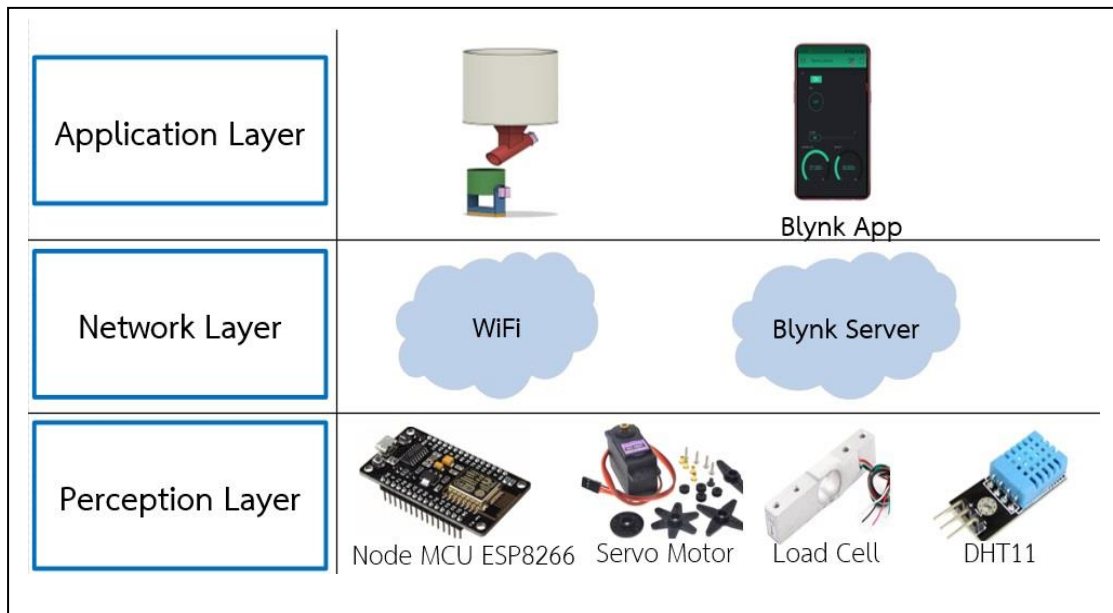 Application Layer
Blynk App
Network Layer
WiFi
Blynk Server
Perception Layer
Node MCU ESP8266
Servo Motor
Load Cell
DHT11